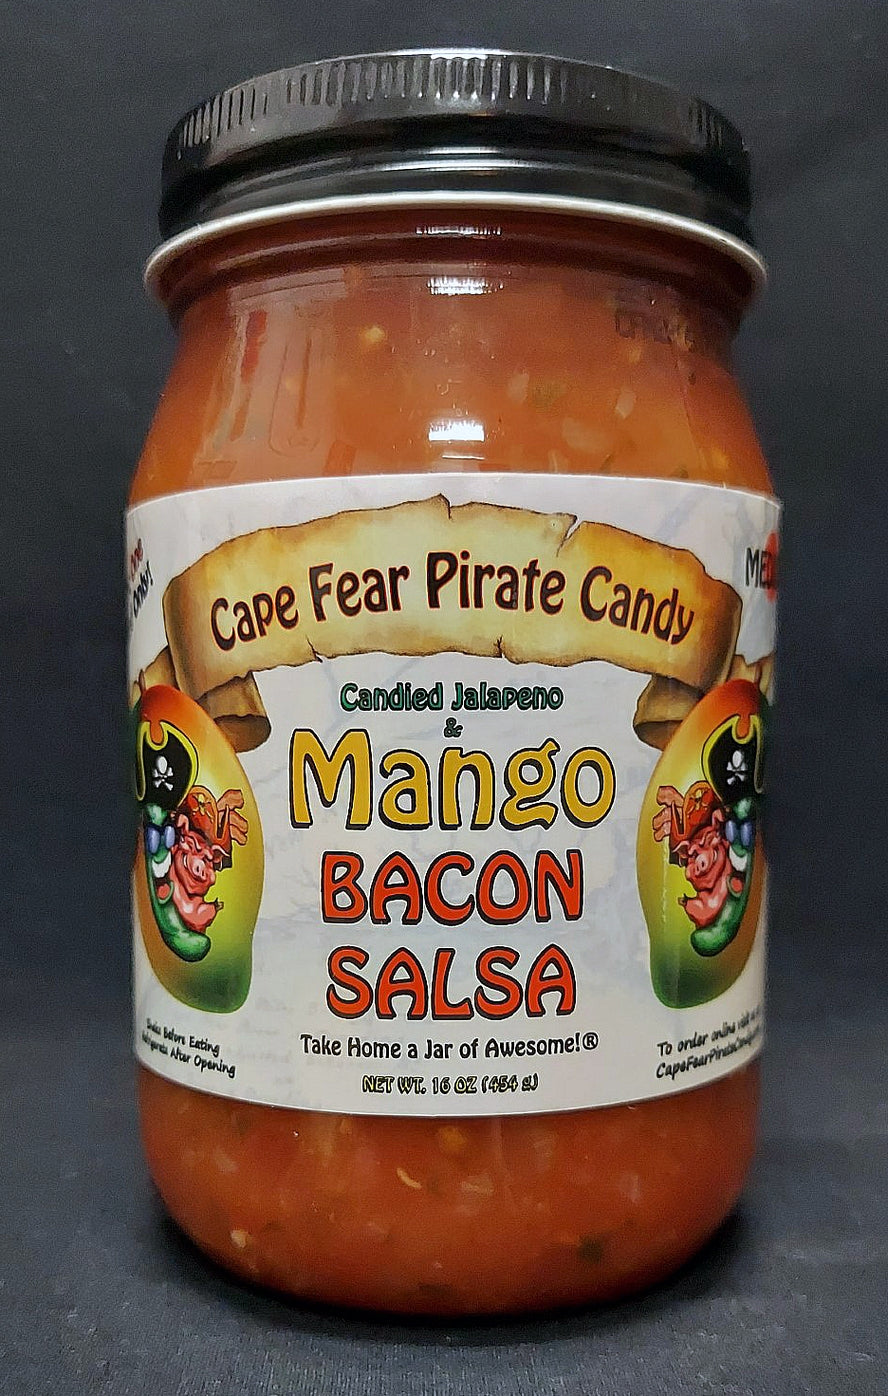 Cape Fear Pirate Candy
Candied Jalapeno
&
Mango
BACON
SALSA
Take Home a Jar of Awesome!®
NET WT. 16 OZ (454 g)
Shake Before Eating
Refrigerate After Opening
To order online visit us